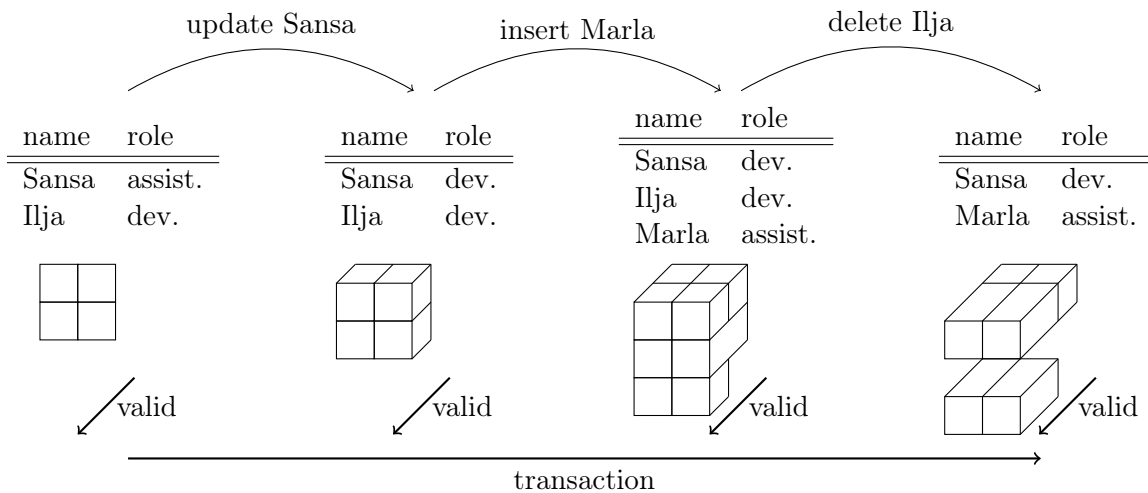 update Sansa
insert Marla
delete Ilja
name role
Sansa assist.
Ilja dev.
name role
Sansa dev.
Ilja dev.
name role
Sansa dev.
Ilja dev.
Marla assist.
name role
Sansa dev.
Marla assist.
valid
valid
valid
valid
transaction